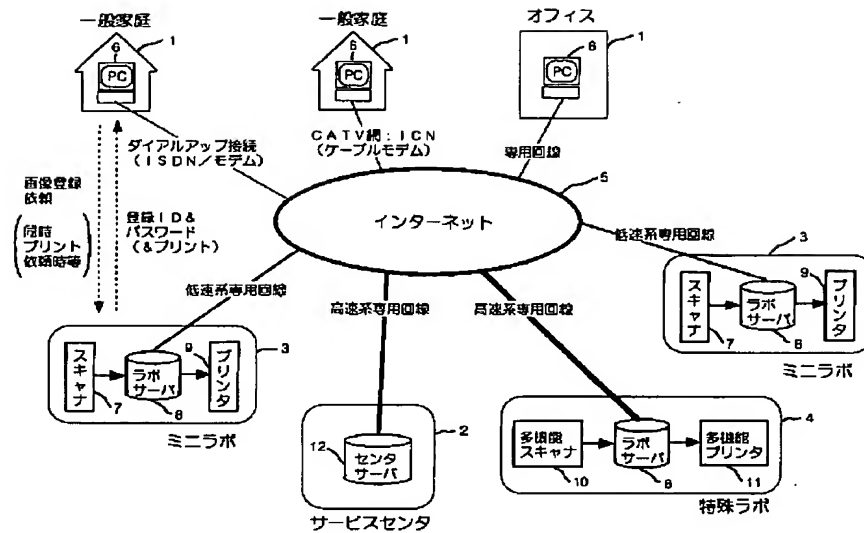 一般家庭
1
6
PC
一般家庭
1
6
PC
オフィス
1
6
PC
ダイアルアップ接続
(ISDN/モデム)
CATV網:ICN
(ケーブルモデム)
専用回線
5
インターネット
画像登録
依頼
(同時
プリント
依頼時等)
登録ID&
パスワード
(&プリント)
低速系専用回線
高速系専用回線
高速系専用回線
低速系専用回線
3
スキャナ
7
ラボ
サーバ
8
9
プリンタ
ミニラボ
3
スキャナ
7
ラボ
サーバ
8
9
プリンタ
ミニラボ
2
12
センタ
サーバ
サービスセンタ
4
多機能
スキャナ
10
ラボ
サーバ
8
多機能
プリンタ
11
特殊ラボ